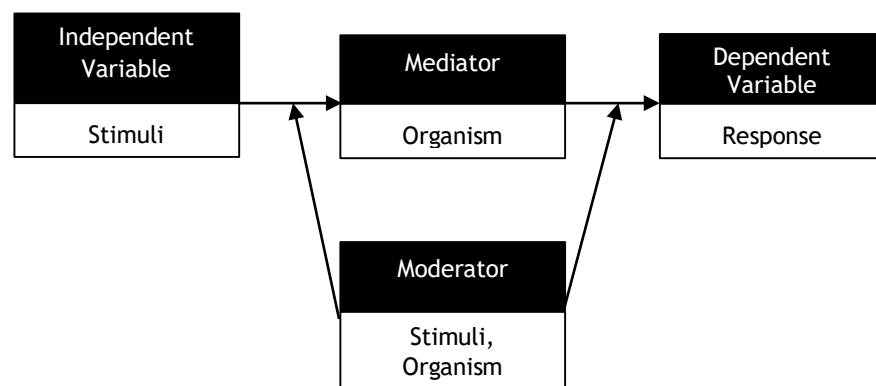 Independent
Variable
Stimuli
Mediator
Organism
Dependent
Variable
Response
Moderator
Stimuli,
Organism